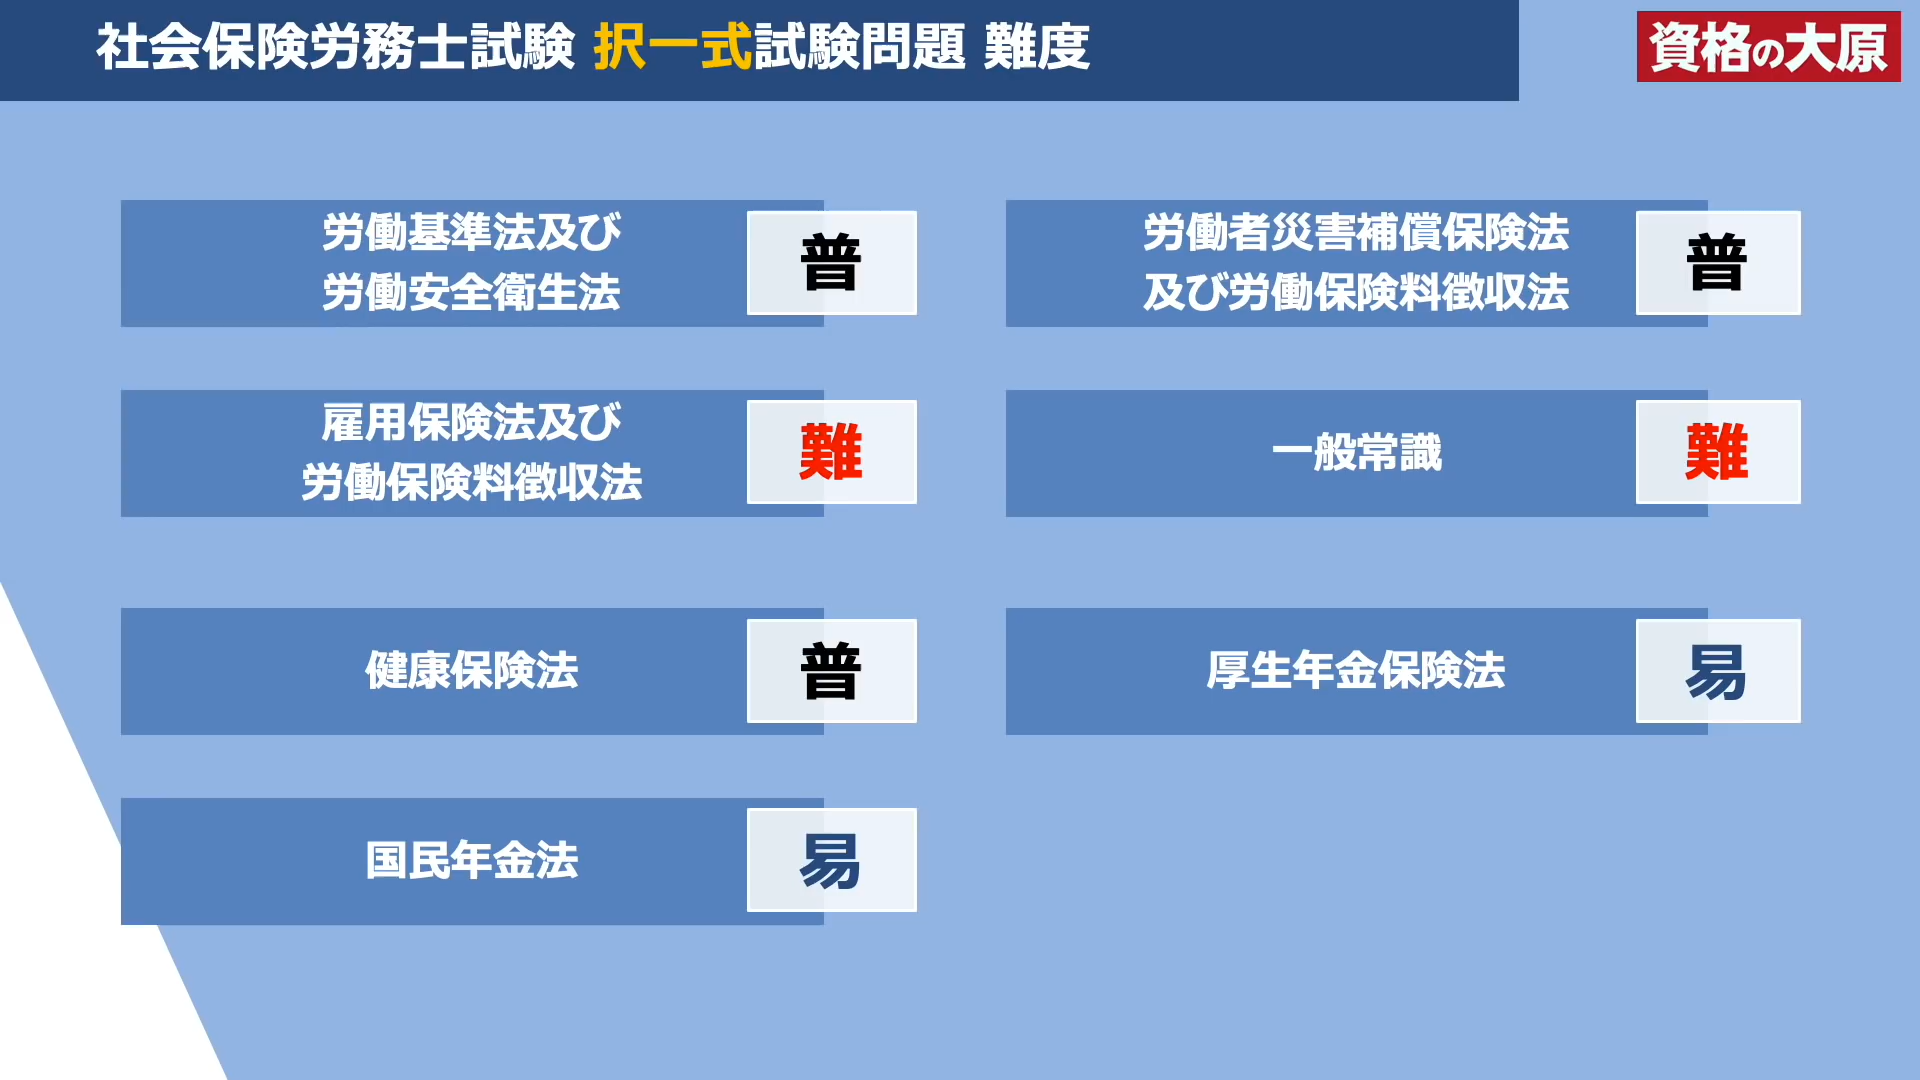 社会保険労務士試験 択一式試験問題 難度
資格の大原
労働基準法及び
労働安全衛生法
普
労働者災害補償保険法
及び労働保険料徴収法
普
雇用保険法及び
労働保険料徴収法
難
一般常識
難
健康保険法
普
厚生年金保険法
易
国民年金法
易